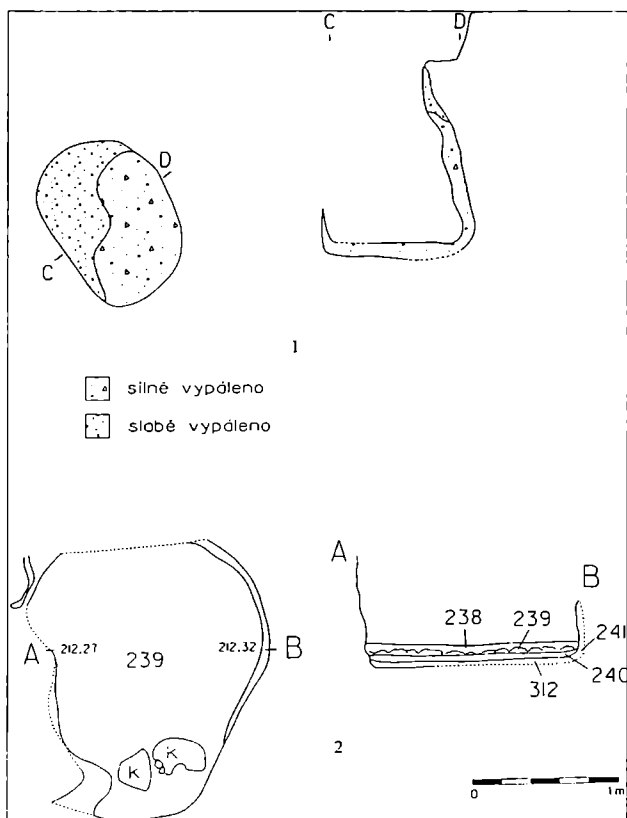 C D
D
C
1
silně vypáleno
slabě vypáleno
A
B
238 239
241
240
312
A 212.27 239 212.32 B
K K
2
0 1m